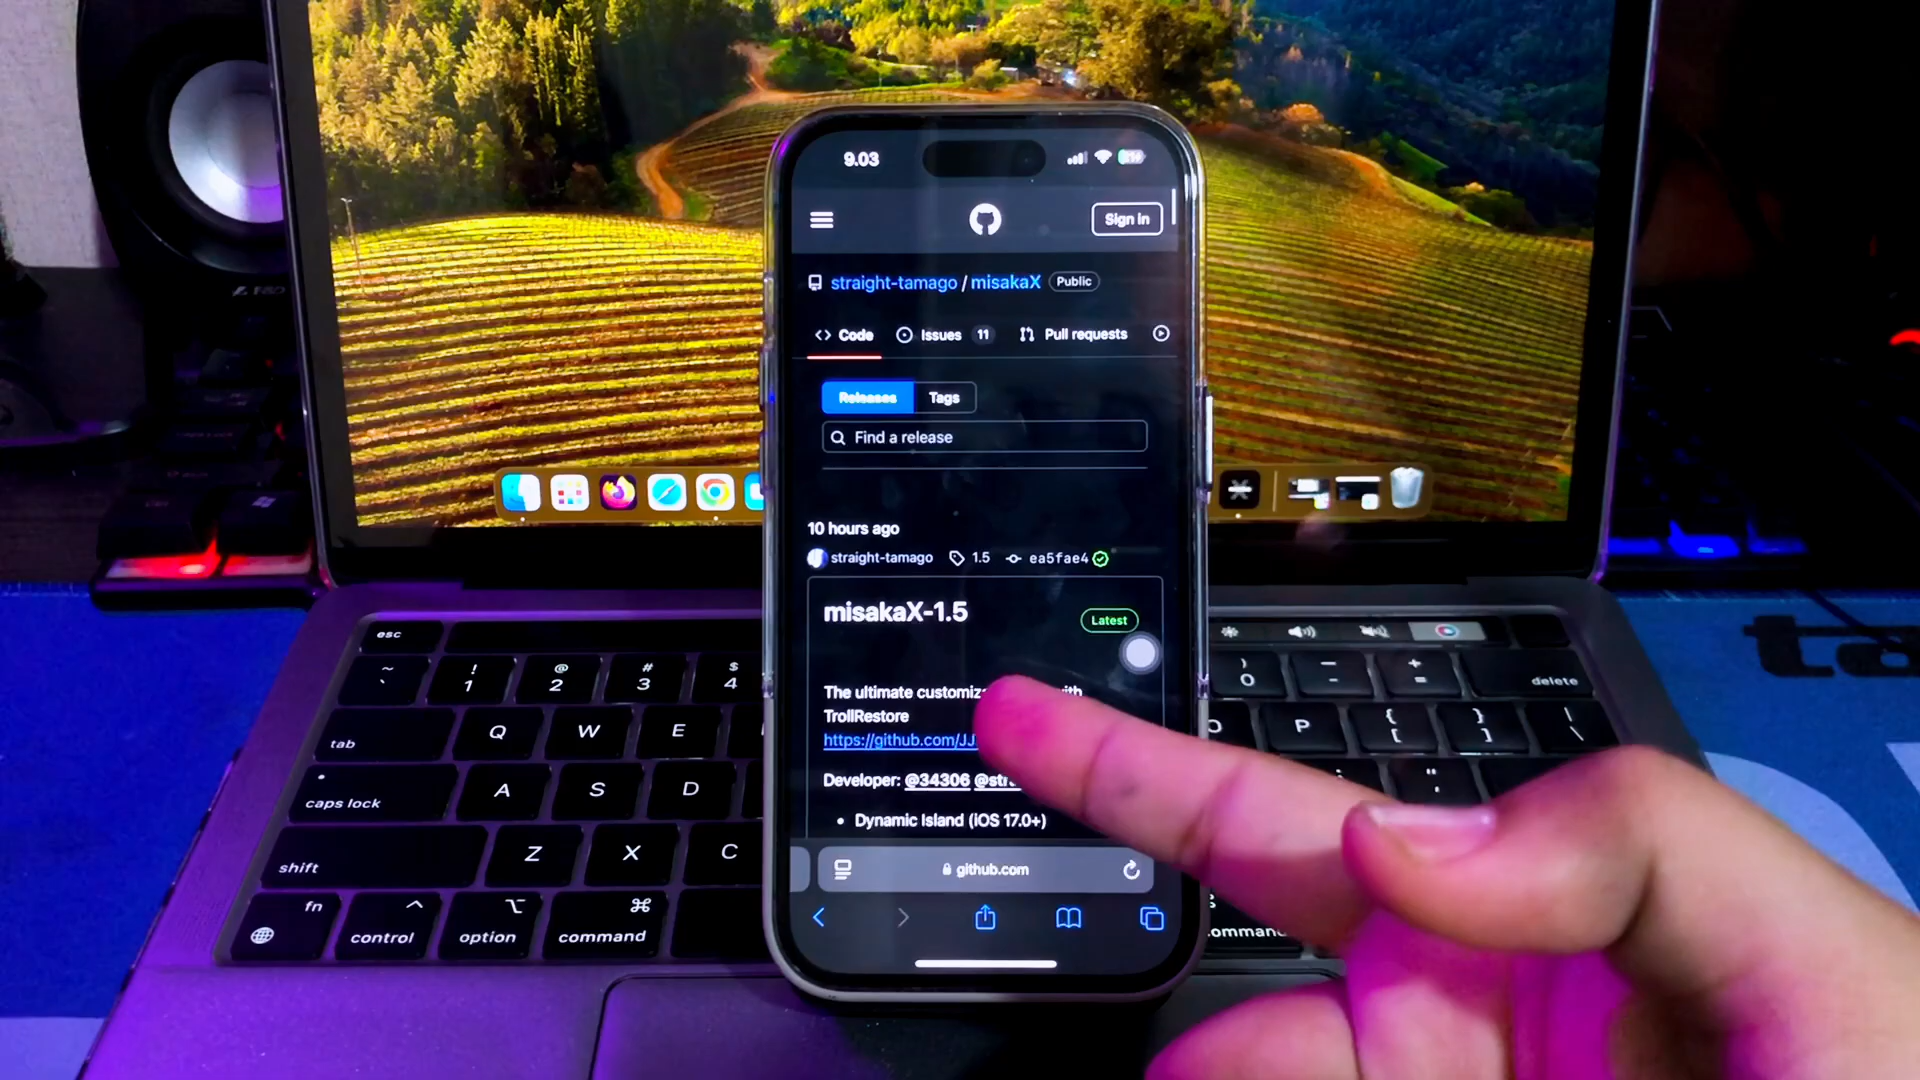 9.03
Sign in
straight-tamago / misakaX Public
Code Issues 11 Pull requests
Releases Tags
Find a release
10 hours ago
straight-tamago 1.5 ea5fae4
misakaX-1.5
Latest
The ultimate with
TrollRestore
https://github.com/JJ
Developer: @34306
Dynamic Island (iOS 17.0+)
github.com
esc
~ ! @ # $
` 1 2 3 4
) _ +
0 - = delete
tab Q W E
O P { } |
[ ] \
caps lock A S D
"
shift Z X C
fn
control option command